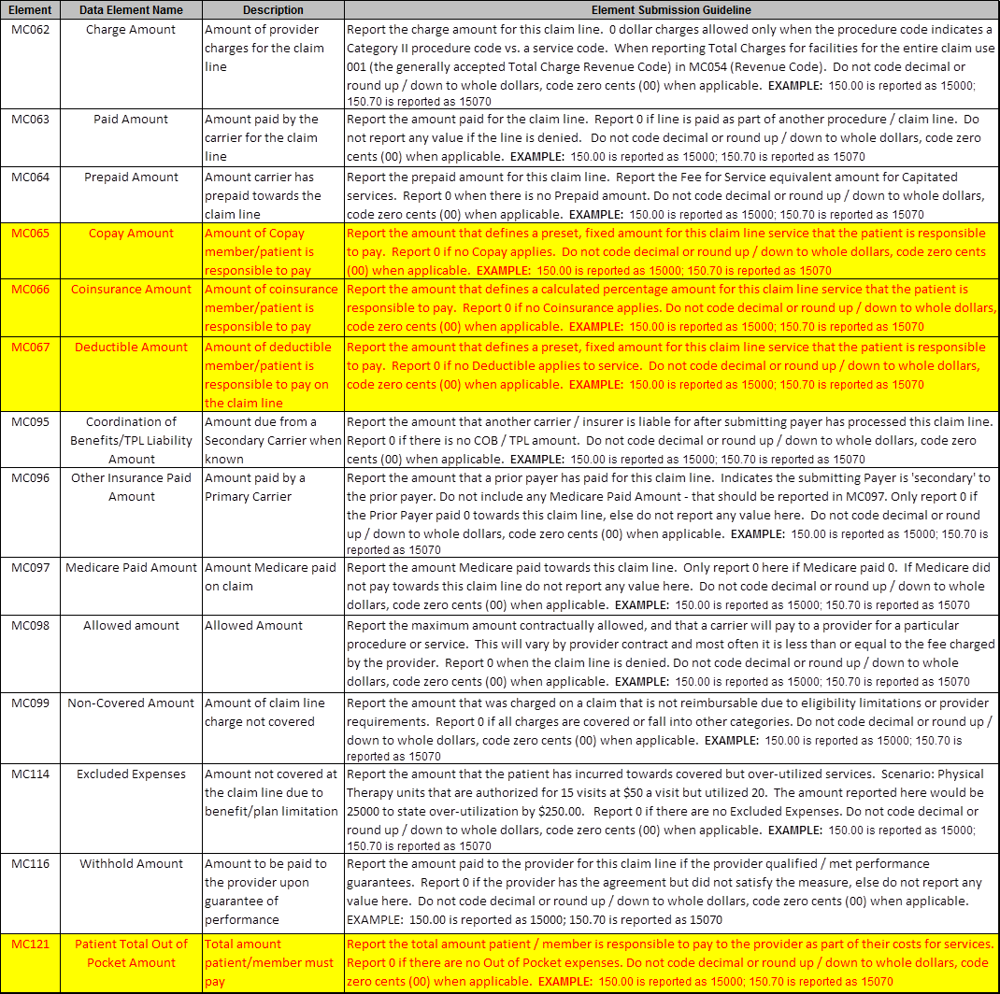 Element Data Element Name Description Element Submission Guideline
MC062 Charge Amount Amount of provider Report the charge amount for this claim line. 0 dollar charges allowed only when the procedure code indicates a
charges for the claim Category II procedure code vs. a service code. When reporting Total Charges for facilities for the entire claim use
line 001 (the generally accepted Total Charge Revenue Code) in MC054 (Revenue Code). Do not code decimal or
round up / down to whole dollars, code zero cents (00) when applicable. EXAMPLE: 150.00 is reported as 15000;
150.70 is reported as 15070
MC063 Paid Amount Amount paid by the Report the amount paid for the claim line. Report 0 if line is paid as part of another procedure / claim line. Do
carrier for the claim not report any value if the line is denied. Do not code decimal or round up / down to whole dollars, code zero
line cents (00) when applicable. EXAMPLE: 150.00 is reported as 15000; 150.70 is reported as 15070
MC064 Prepaid Amount Amount carrier has Report the prepaid amount for this claim line. Report the Fee for Service equivalent amount for Capitated
prepaid towards the services. Report 0 when there is no Prepaid amount. Do not code decimal or round up / down to whole dollars,
claim line code zero cents (00) when applicable. EXAMPLE: 150.00 is reported as 15000; 150.70 is reported as 15070
MC065 Copay Amount Amount of Copay Report the amount that defines a preset, fixed amount for this claim line service that the patient is responsible
member/patient is to pay. Report 0 if no Copay applies. Do not code decimal or round up / down to whole dollars, code zero cents
responsible to pay (00) when applicable. EXAMPLE: 150.00 is reported as 15000; 150.70 is reported as 15070
MC066 Coinsurance Amount Amount of coinsurance Report the amount that defines a calculated percentage amount for this claim line service that the patient is
member/patient is responsible to pay. Report 0 if no Coinsurance applies. Do not code decimal or round up / down to whole dollars,
responsible to pay code zero cents (00) when applicable. EXAMPLE: 150.00 is reported as 15000; 150.70 is reported as 15070
MC067 Deductible Amount Amount of deductible Report the amount that defines a preset, fixed amount for this claim line service that the patient is responsible
member/patient is to pay. Report 0 if no Deductible applies to service. Do not code decimal or round up / down to whole dollars,
responsible to pay on code zero cents (00) when applicable. EXAMPLE: 150.00 is reported as 15000; 150.70 is reported as 15070
the claim line
MC095 Coordination of Amount due from a Report the amount that another carrier / insurer is liable for after submitting payer has processed this claim line.
Benefits/TPL Liability Secondary Carrier when Report 0 if there is no COB / TPL amount. Do not code decimal or round up / down to whole dollars, code zero
Amount known cents (00) when applicable. EXAMPLE: 150.00 is reported as 15000; 150.70 is reported as 15070
MC096 Other Insurance Paid Amount paid by a Report the amount that a prior payer has paid for this claim line. Indicates the submitting Payer is 'secondary' to
Amount Primary Carrier the prior payer. Do not include any Medicare Paid Amount - that should be reported in MC097. Only report 0 if
the Prior Payer paid 0 towards this claim line, else do not report any value here. Do not code decimal or round
up / down to whole dollars, code zero cents (00) when applicable. EXAMPLE: 150.00 is reported as 15000; 150.70 is
reported as 15070
MC097 Medicare Paid Amount Amount Medicare paid Report the amount Medicare paid towards this claim line. Only report 0 here if Medicare paid 0. If Medicare did
on claim not pay towards this claim line do not report any value here. Do not code decimal or round up / down to whole
dollars, code zero cents (00) when applicable. EXAMPLE: 150.00 is reported as 15000; 150.70 is reported as 15070
MC098 Allowed amount Allowed Amount Report the maximum amount contractually allowed, and that a carrier will pay to a provider for a particular
procedure or service. This will vary by provider contract and most often it is less than or equal to the fee charged
by the provider. Report 0 when the claim line is denied. Do not code decimal or round up / down to whole
dollars, code zero cents (00) when applicable. EXAMPLE: 150.00 is reported as 15000; 150.70 is reported as 15070
MC099 Non-Covered Amount Amount of claim line Report the amount that was charged on a claim that is not reimbursable due to eligibility limitations or provider
charge not covered requirements. Report 0 if all charges are covered or fall into other categories. Do not code decimal or round up /
down to whole dollars, code zero cents (00) when applicable. EXAMPLE: 150.00 is reported as 15000; 150.70 is
reported as 15070
MC114 Excluded Expenses Amount not covered at Report the amount that the patient has incurred towards covered but over-utilized services. Scenario: Physical
the claim line due to Therapy units that are authorized for 15 visits at $50 a visit but utilized 20. The amount reported here would be
benefit/plan limitation 25000 to state over-utilization by $250.00. Report 0 if there are no Excluded Expenses. Do not code decimal or
round up / down to whole dollars, code zero cents (00) when applicable. EXAMPLE: 150.00 is reported as 15000;
150.70 is reported as 15070
MC116 Withhold Amount Amount to be paid to Report the amount paid to the provider for this claim line if the provider qualified / met performance
the provider upon guarantees. Report 0 if the provider has the agreement but did not satisfy the measure, else do not report any
guarantee of value here. Do not code decimal or round up / down to whole dollars, code zero cents (00) when applicable.
performance EXAMPLE: 150.00 is reported as 15000; 150.70 is reported as 15070
MC121 Patient Total Out of Total amount Report the total amount patient / member is responsible to pay to the provider as part of their costs for services.
Pocket Amount patient/member must Report 0 if there are no Out of Pocket expenses. Do not code decimal or round up / down to whole dollars, code
pay zero cents (00) when applicable. EXAMPLE: 150.00 is reported as 15000; 150.70 is reported as 15070